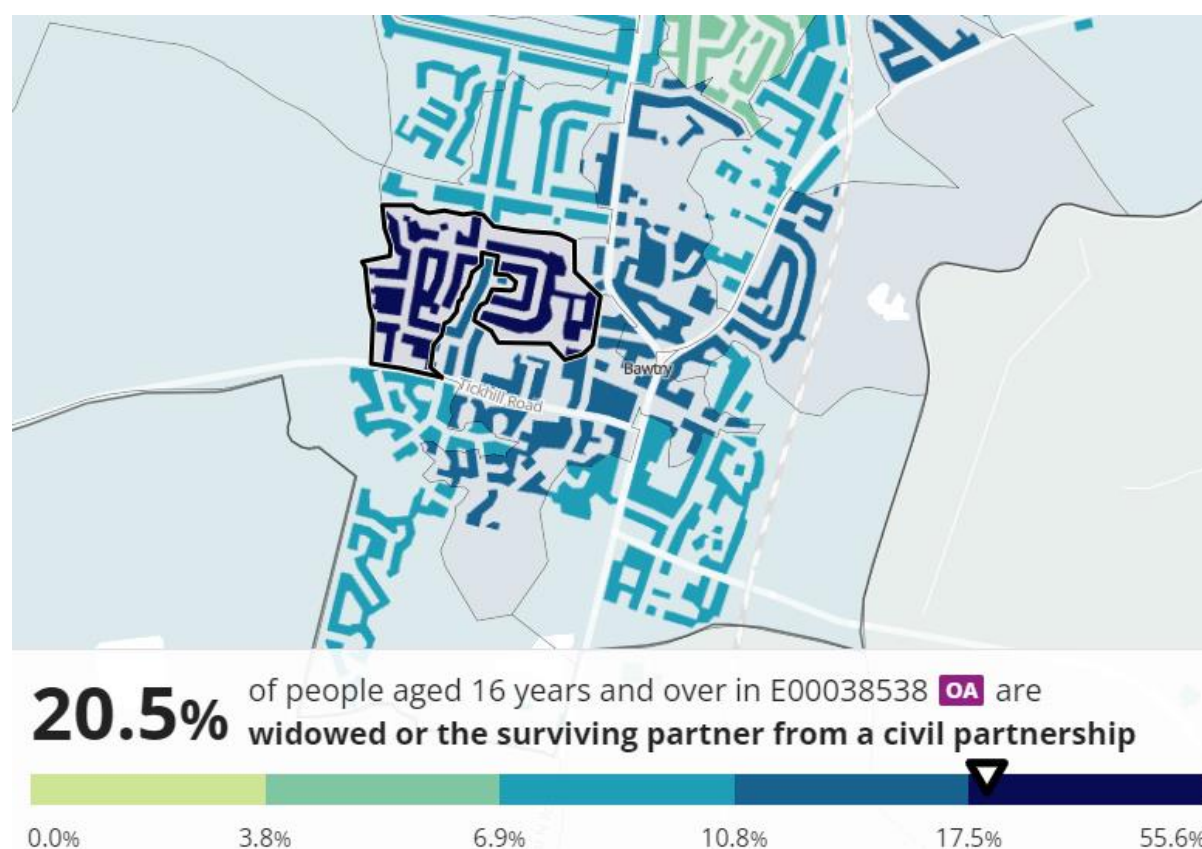 Bawtry
Tickhill Road
20.5%
of people aged 16 years and over in E00038538 OA are
widowed or the surviving partner from a civil partnership
0.0% 3.8% 6.9% 10.8% 17.5% 55.6%